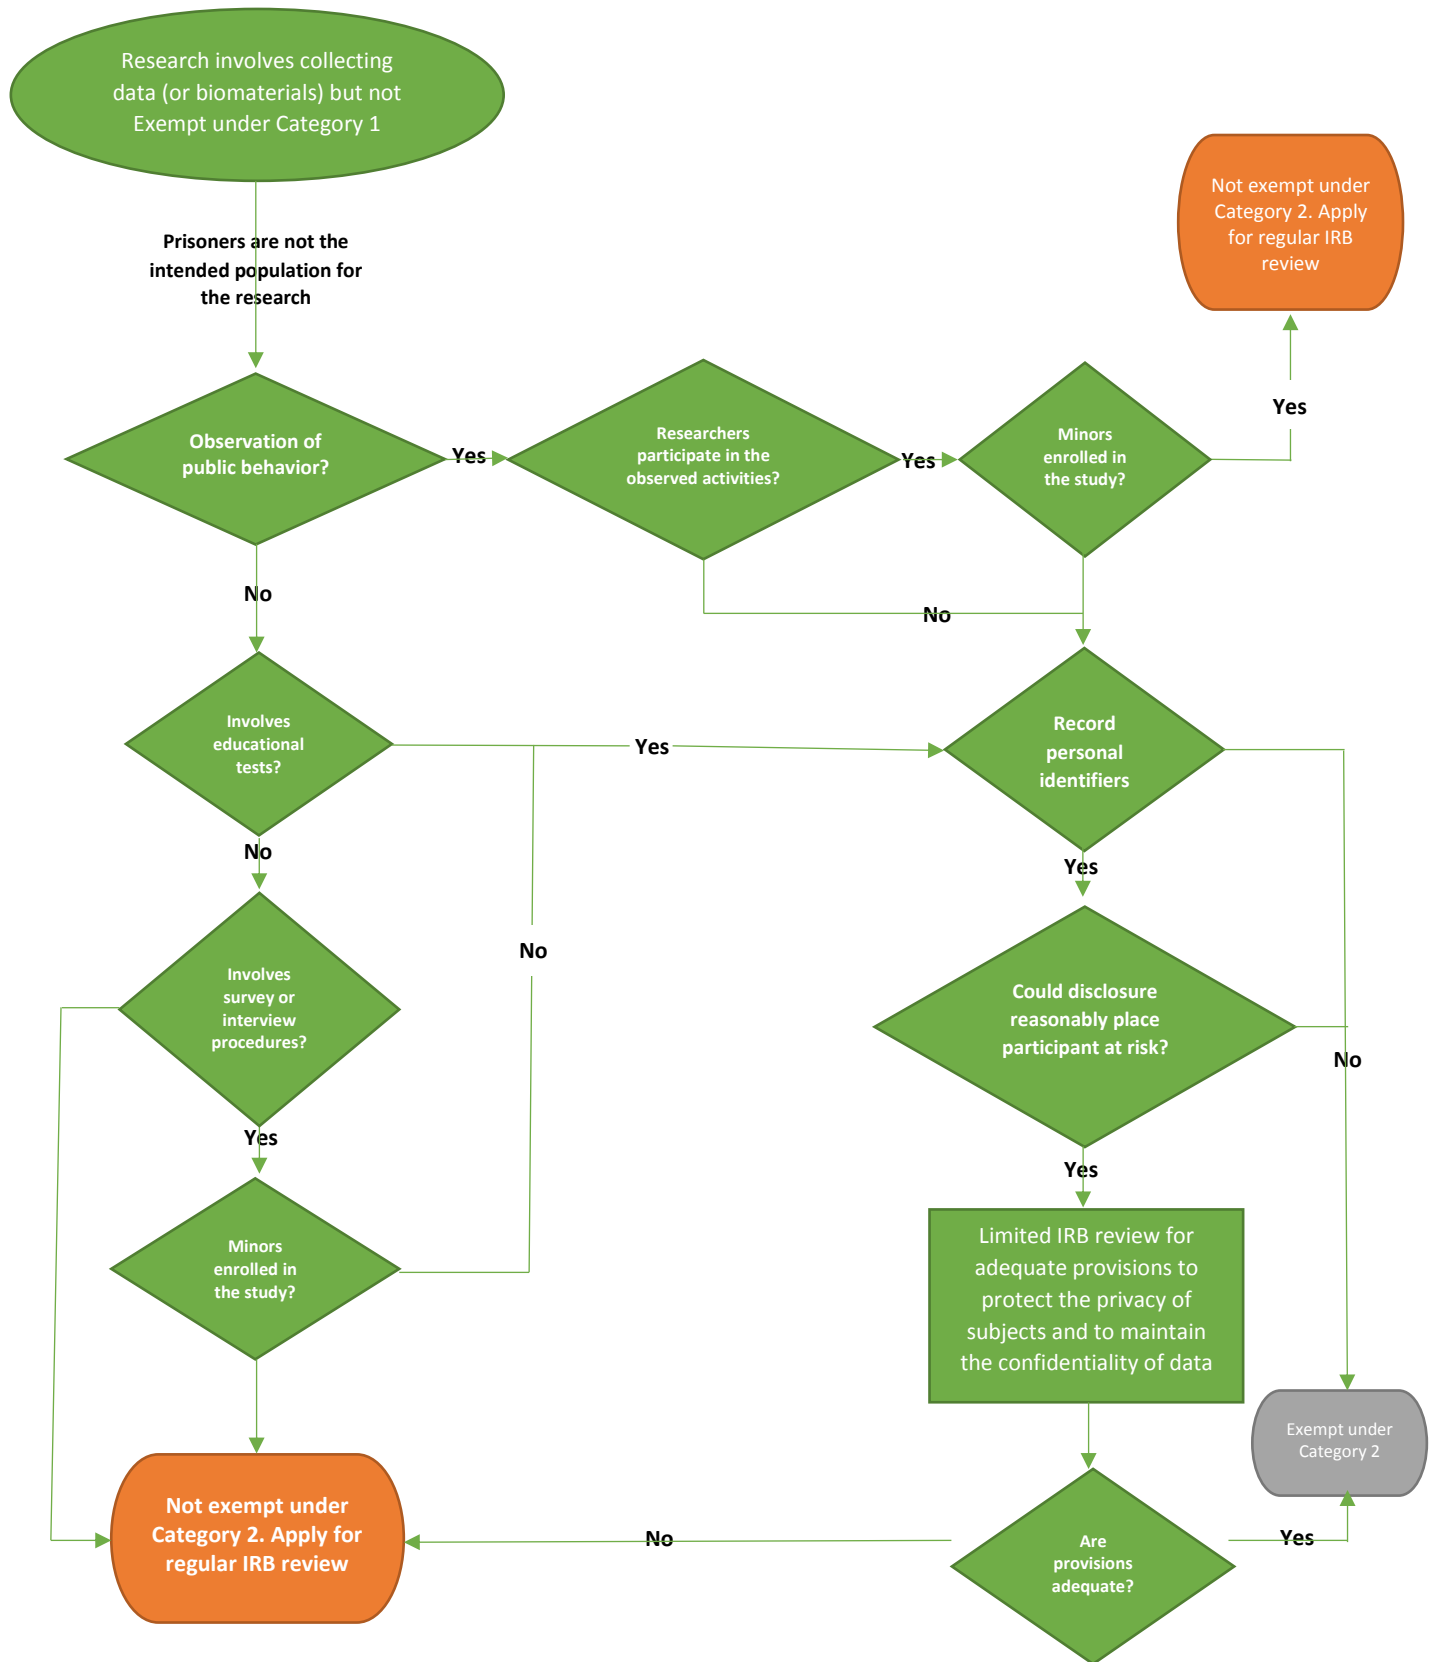 Research involves collecting
data (or biomaterials) but not
Exempt under Category 1
Prisoners are not the
intended population for
the research
Not exempt under
Category 2. Apply
for regular IRB
review
Yes
Observation of
public behavior?
Yes
Researchers
participate in the
observed activities?
Yes
Minors
enrolled in
the study?
No
No
Involves
educational
tests?
Yes
Record
personal
identifiers
No
Yes
No
Involves
survey or
interview
procedures?
Could disclosure
reasonably place
participant at risk?
No
Yes
Yes
Minors
enrolled in
the study?
Limited IRB review for
adequate provisions to
protect the privacy of
subjects and to maintain
the confidentiality of data
Exempt under
Category 2
Not exempt under
Category 2. Apply for
regular IRB review
No
Are
provisions
adequate?
Yes